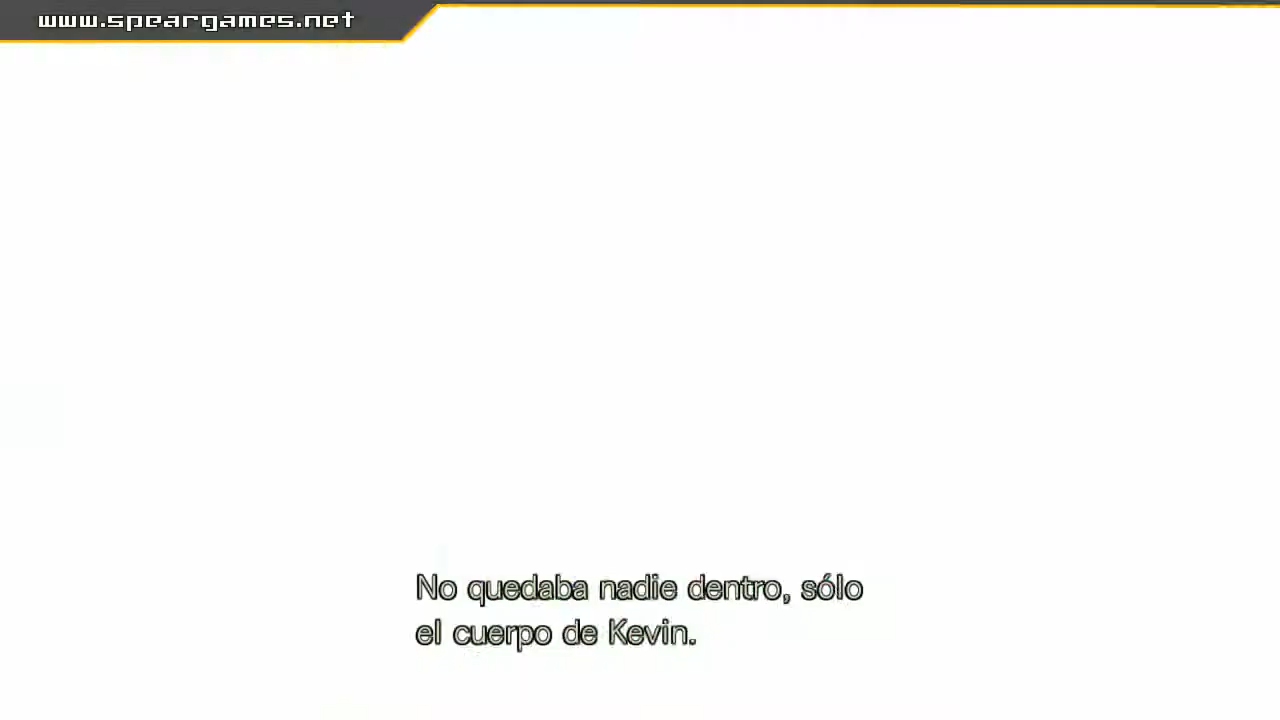 www.speargames.net
No quedaba nadie dentro, sólo
el cuerpo de Kevin.